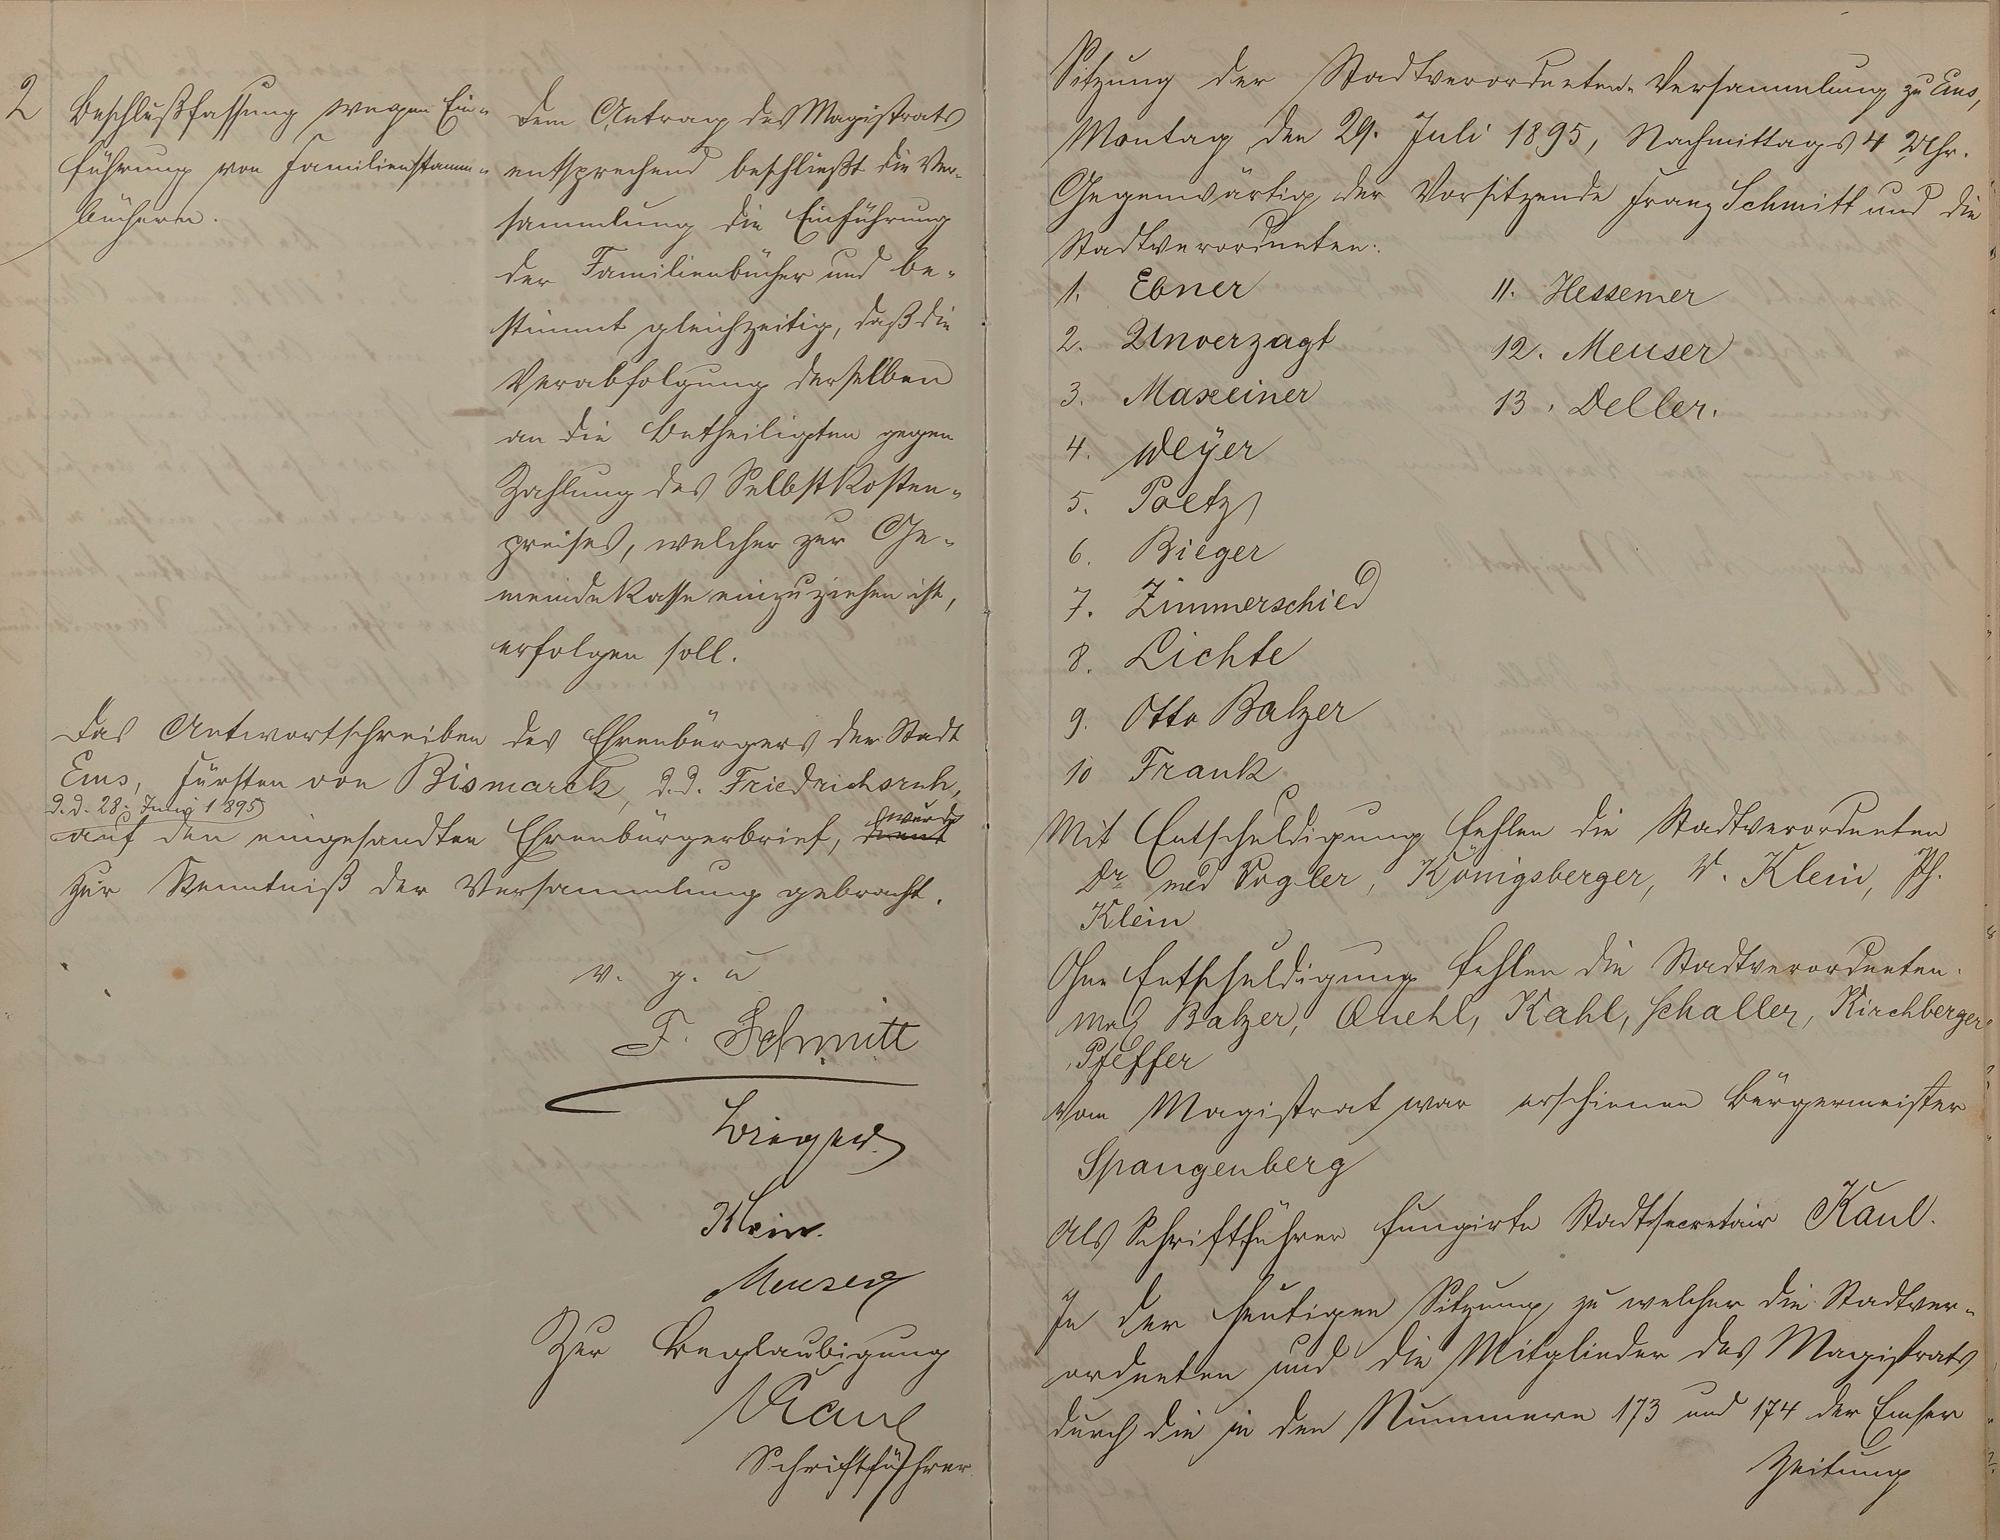 2
Beschlußfassung wegen Ein-
führung von Familienstamm-
büchern.
Dem Antrag des Magistrats
entsprechend beschließt die Ver-
sammlung die Einführung
der Familienbücher und be-
stimmt gleichzeitig, daß die
Verabfolgung derselben
an die Betheiligten gegen
Zahlung des Selbstkosten-
preises, welcher zur Ge-
meindekasse einzuziehen ist,
erfolgen soll.
Das Antwortschreiben des Ehrenbürgers der Stadt
Ems, Fürsten von Bismarck, d.d. Friedrichsruh,
d.d. 28. Juni 1895
auf den eingesandten Ehrenbürgerbrief, wurde
zur Kenntniß der Versammlung gebracht.
v. g. u
F. Schmitt
Bieger.
Klein.
Meuser
Zur Beglaubigung
Kaul
Schriftführer
Sitzung der Stadtverordneten-Versammlung zu Ems,
Montag den 29. Juli 1895, Nachmittags 4 Uhr.
Gegenwärtig der Vorsitzende Franz Schmitt und die
Stadtverordneten:
1. Ebner
2. Unverzagt
3. Maxeiner
4. Weyer
5. Poetz
6. Bieger
7. Zimmerschied
8. Lichte
9. Otto Balzer
10 Frank
11. Hessemer
12. Meuser
13. Deller.
Mit Entschuldigung fehlen die Stadtverordneten
Dr med Vogler, Königsberger, W. Klein, Ph.
Klein
Ohne Entschuldigung fehlen die Stadtverordneten.
Balzer, Quehl, Kahl, Schaller, Kirchberger
Pfeffer
Vom Magistrat war erschienen Bürgermeister
Spangenberg
Als Schriftführer fungirte Stadtsecretair Kaul.
In der heutigen Sitzung, zu welcher die Stadtver-
ordneten und die Mitglieder des Magistrats
durch die in den Nummern 173 und 174 der Emser
Zeitung